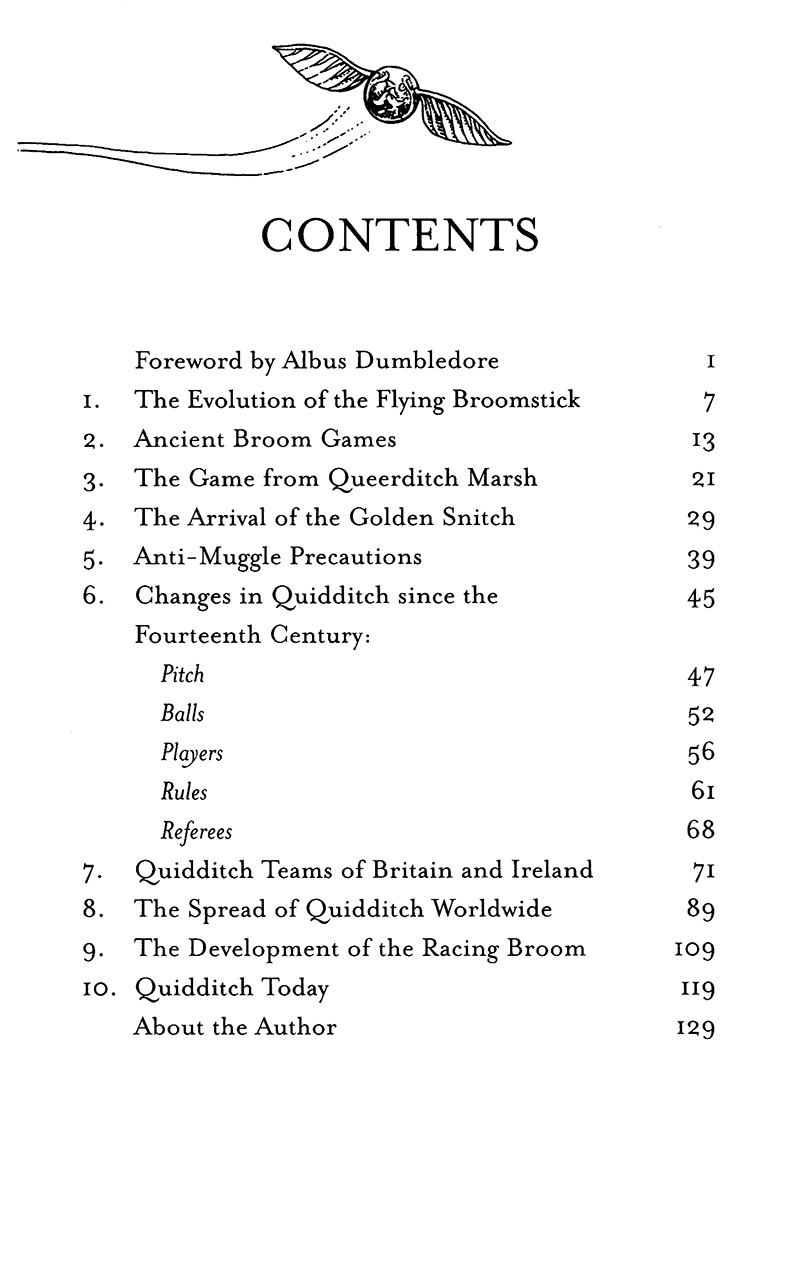 CONTENTS
Foreword by Albus Dumbledore 1
1. The Evolution of the Flying Broomstick 7
2. Ancient Broom Games 13
3. The Game from Queerditch Marsh 21
4. The Arrival of the Golden Snitch 29
5. Anti-Muggle Precautions 39
6. Changes in Quidditch since the 45
Fourteenth Century:
Pitch 47
Balls 52
Players 56
Rules 61
Referees 68
7. Quidditch Teams of Britain and Ireland 71
8. The Spread of Quidditch Worldwide 89
9. The Development of the Racing Broom 109
10. Quidditch Today 119
About the Author 129